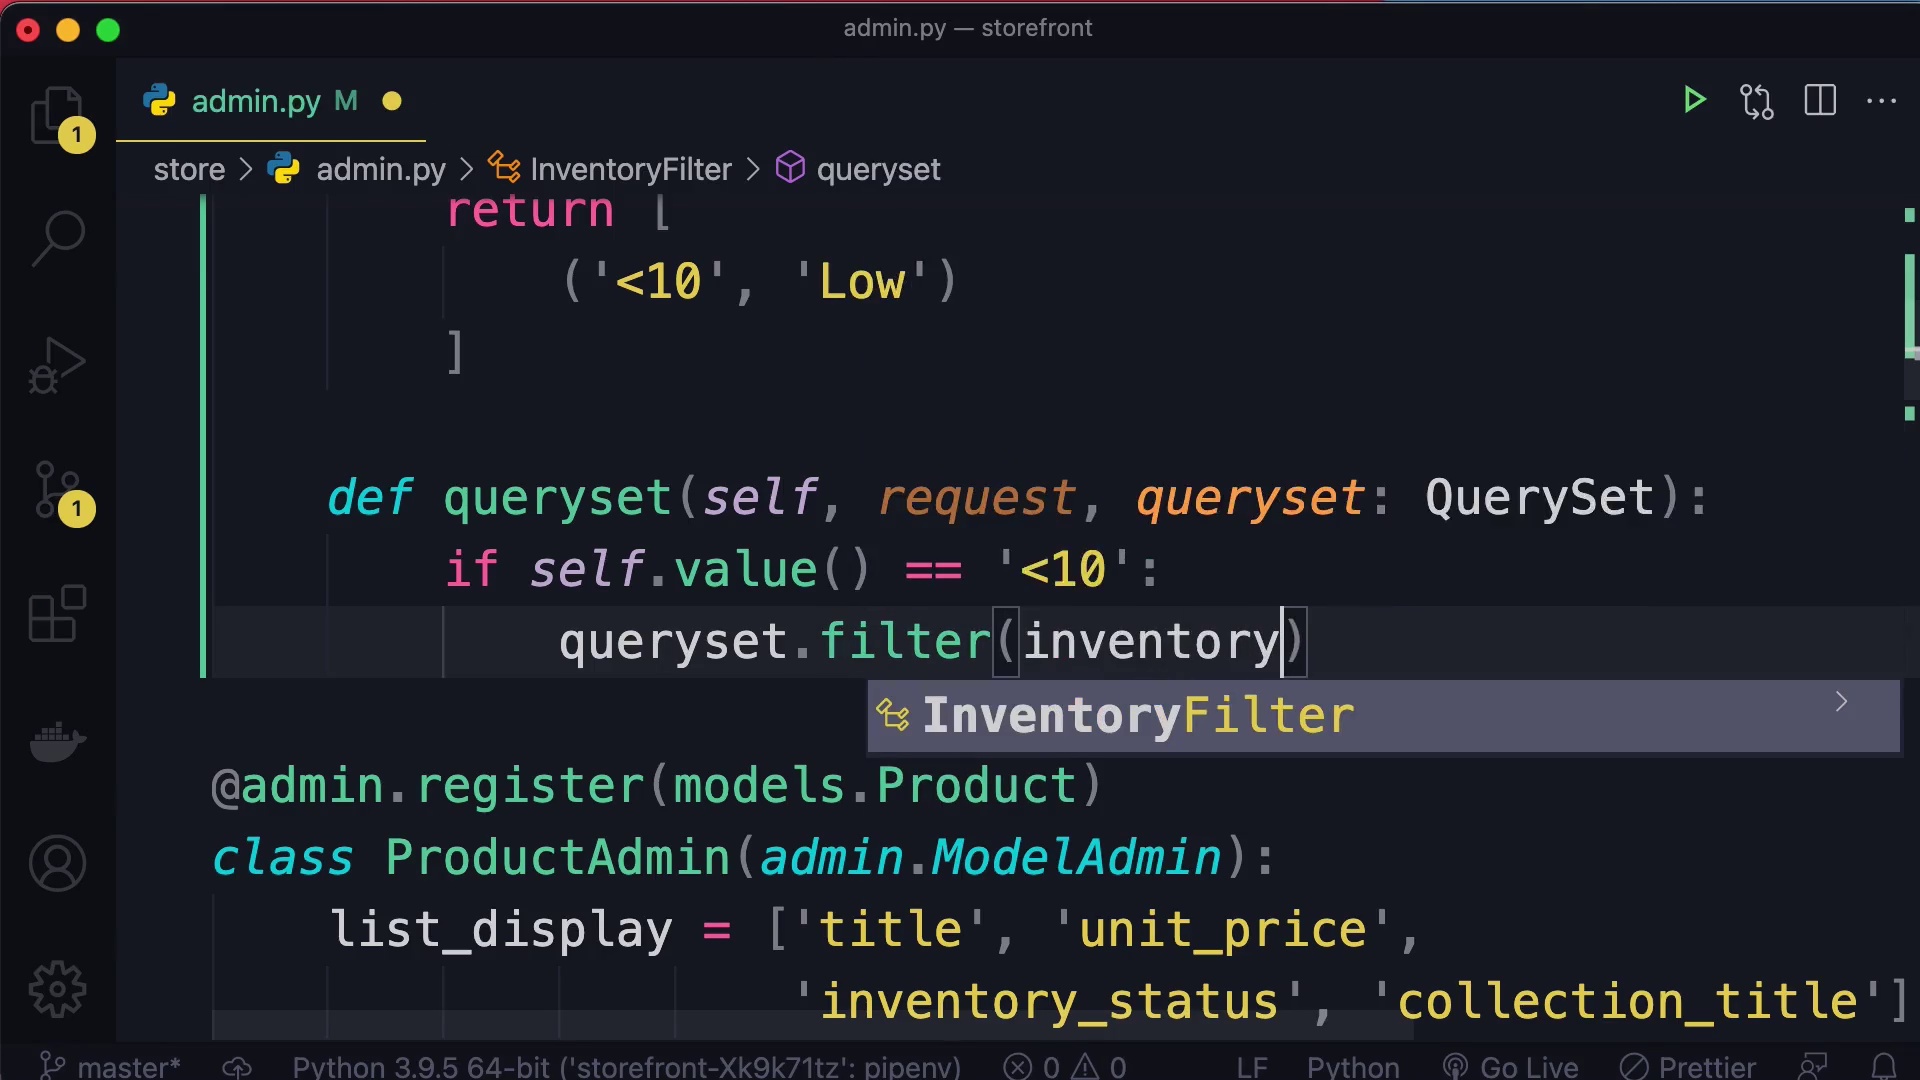 admin.py — storefront
admin.py M
1
store > admin.py > InventoryFilter > queryset
return [
('<10', 'Low')
]
def queryset(self, request, queryset: QuerySet):
if self.value() == '<10':
queryset.filter(inventory)
InventoryFilter
1
@admin.register(models.Product)
class ProductAdmin(admin.ModelAdmin):
list_display = ['title', 'unit_price',
'inventory_status', 'collection_title']
master* Python 3.9.5 64-bit ('storefront-Xk9k71tz': pipenv) 0 0 LF Python Go Live Prettier